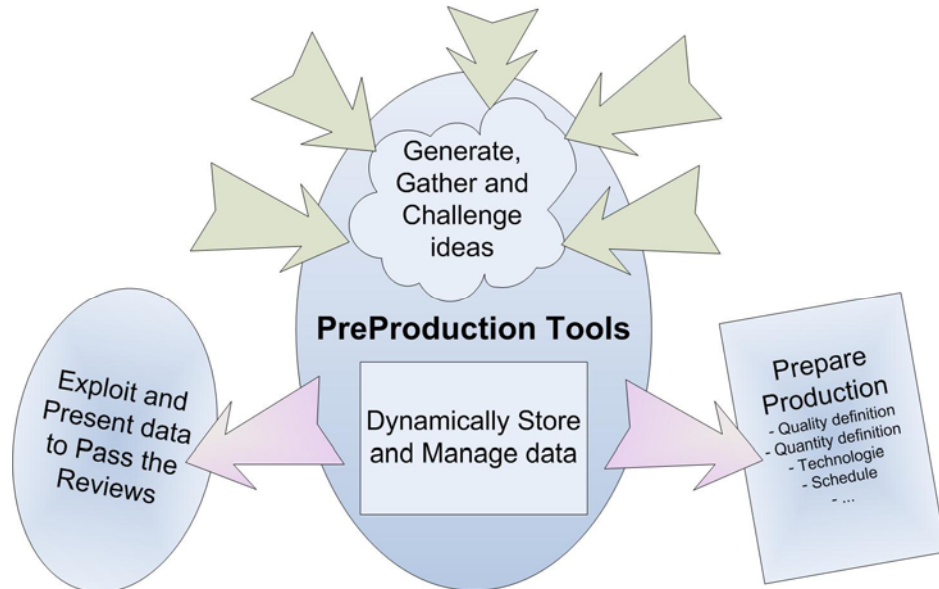 Generate,
Gather and
Challenge
ideas
PreProduction Tools
Dynamically Store
and Manage data
Exploit and
Present data
to Pass the
Reviews
Prepare
Production
- Quality definition
- Quantity definition
- Technologie
- Schedule
- ...